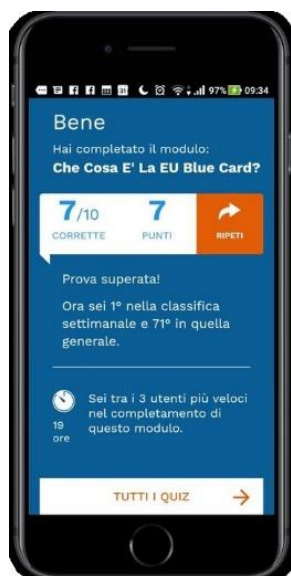 97% 09:34
Bene
Hai completato il modulo:
Che Cosa E' La EU Blue Card?
7/10 7
CORRETTE PUNTI RIPETI
Prova superata!
Ora sei 1° nella classifica
settimanale e 71° in quella
generale.
Sei tra i 3 utenti più veloci
nel completamento di
questo modulo.
19
ore
TUTTI I QUIZ